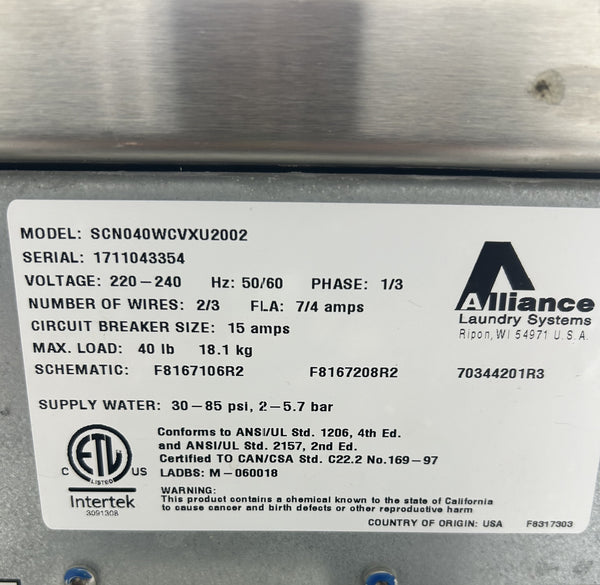 MODEL: SCN040WCVXU2002
SERIAL: 1711043354
VOLTAGE: 220-240 Hz: 50/60 PHASE: 1/3
NUMBER OF WIRES: 2/3 FLA: 7/4 amps
CIRCUIT BREAKER SIZE: 15 amps
MAX. LOAD: 40 lb 18.1 kg
SCHEMATIC: F8167106R2 F8167208R2 70344201R3
Alliance
Laundry Systems
Ripon, WI 54971 U.S.A.
SUPPLY WATER: 30-85 psi, 2-5.7 bar
C ETL US
LISTED
Intertek
3091308
Conforms to ANSI/UL Std. 1206, 4th Ed.
and ANSI/UL Std. 2157, 2nd Ed.
Certified TO CAN/CSA Std. C22.2 No.169-97
LADBS: M-060018
WARNING:
This product contains a chemical known to the state of California
to cause cancer and birth defects or other reproductive harm
COUNTRY OF ORIGIN: USA F8317303